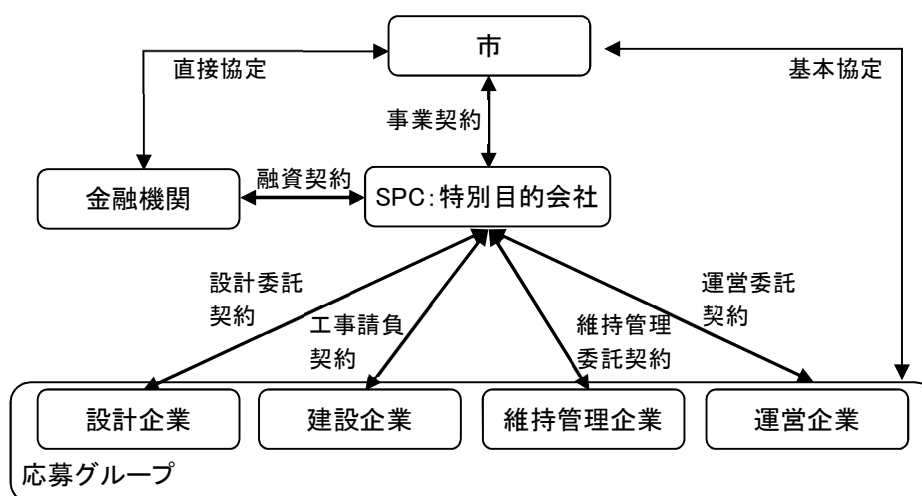 市
直接協定
基本協定
事業契約
金融機関
融資契約
SPC:特別目的会社
設計委託
契約
工事請負
契約
維持管理
委託契約
運営委託
契約
設計企業
建設企業
維持管理企業
運営企業
応募グループ